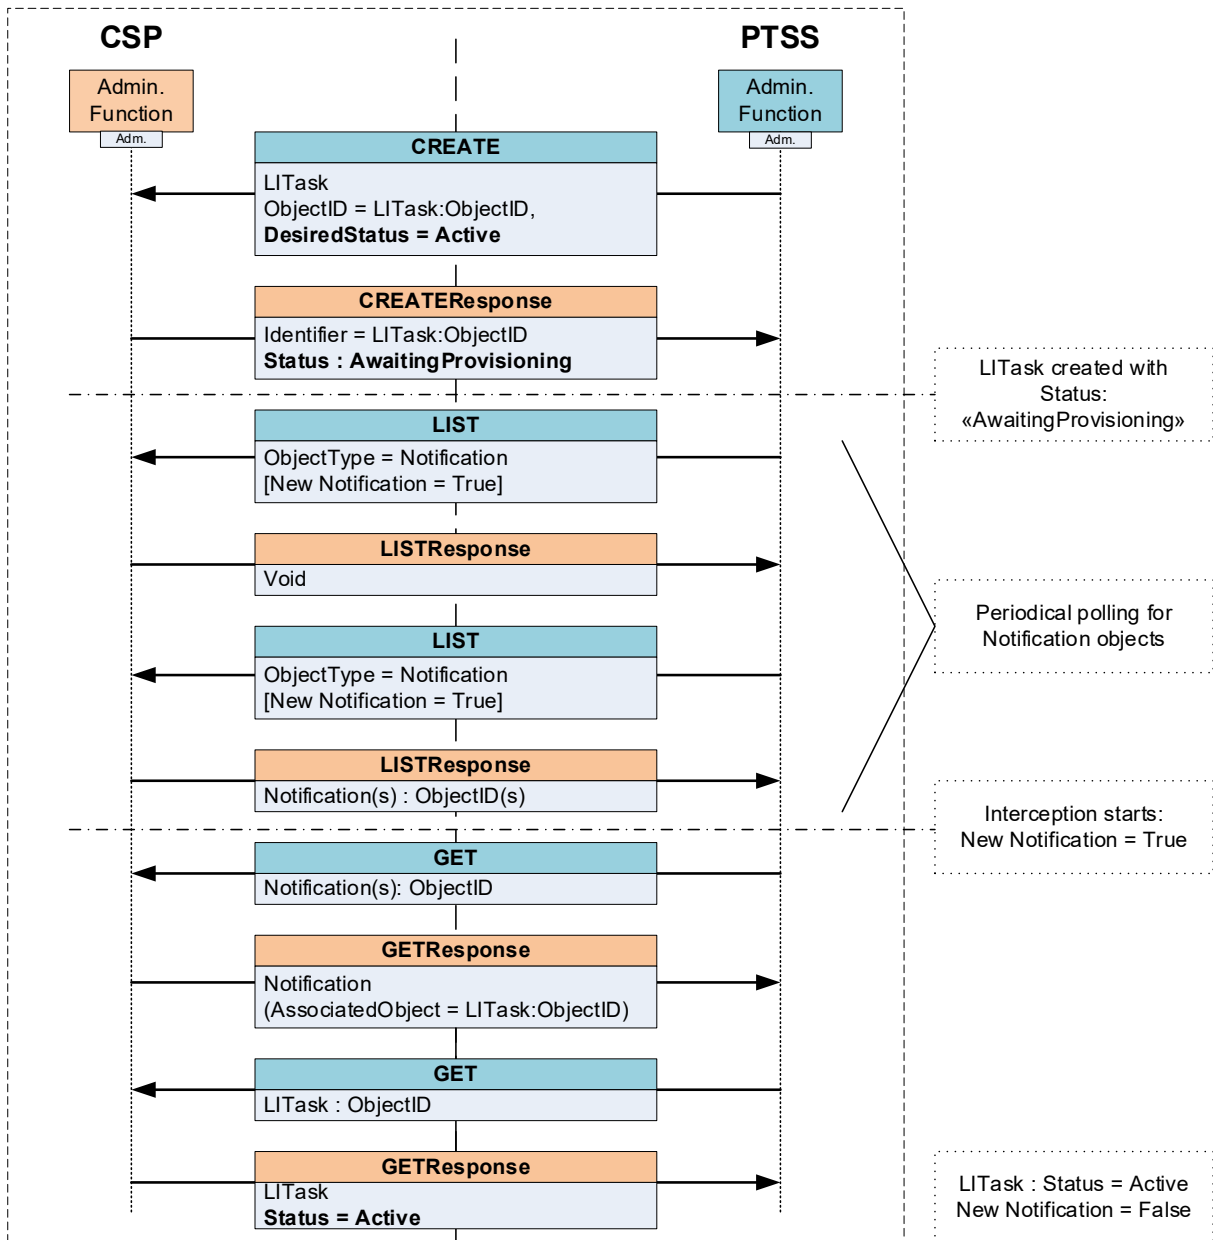 CSP
PTSS
Admin.
Function
Adm.
Admin.
Function
Adm.
CREATE
LITask
ObjectID = LITask:ObjectID,
DesiredStatus = Active
CREATEResponse
Identifier = LITask:ObjectID
Status : AwaitingProvisioning
LITask created with
Status:
«AwaitingProvisioning»
LIST
ObjectType = Notification
[New Notification = True]
LISTResponse
Void
Periodical polling for
Notification objects
LIST
ObjectType = Notification
[New Notification = True]
LISTResponse
Notification(s) : ObjectID(s)
Interception starts:
New Notification = True
GET
Notification(s): ObjectID
GETResponse
Notification
(AssociatedObject = LITask:ObjectID)
GET
LITask : ObjectID
GETResponse
LITask
Status = Active
LITask : Status = Active
New Notification = False